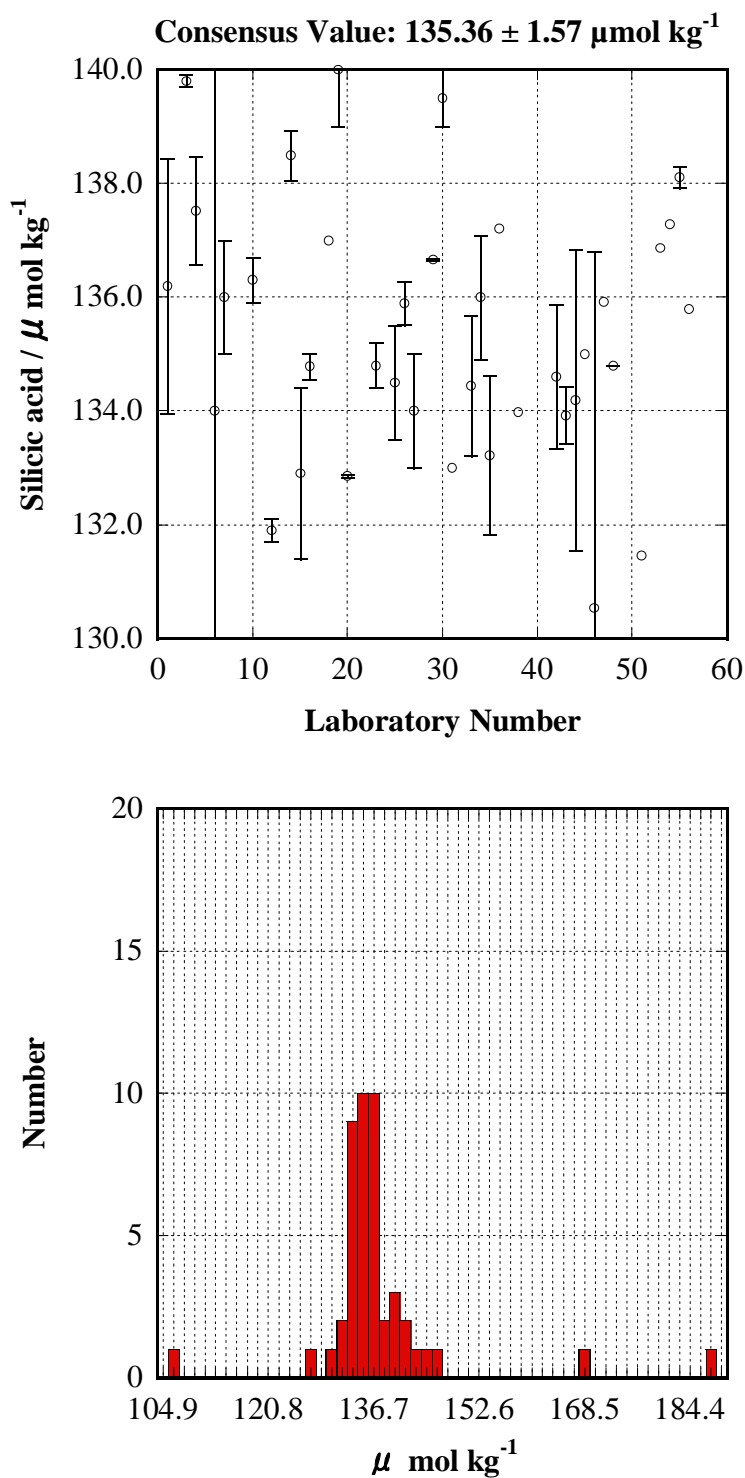 Consensus Value: 135.36 ± 1.57 µmol kg-1
140.0
138.0
136.0
134.0
132.0
130.0
Silicic acid / μ mol kg-1
0 10 20 30 40 50 60
Laboratory Number
20
15
10
5
0
Number
104.9 120.8 136.7 152.6 168.5 184.4
μ mol kg-1